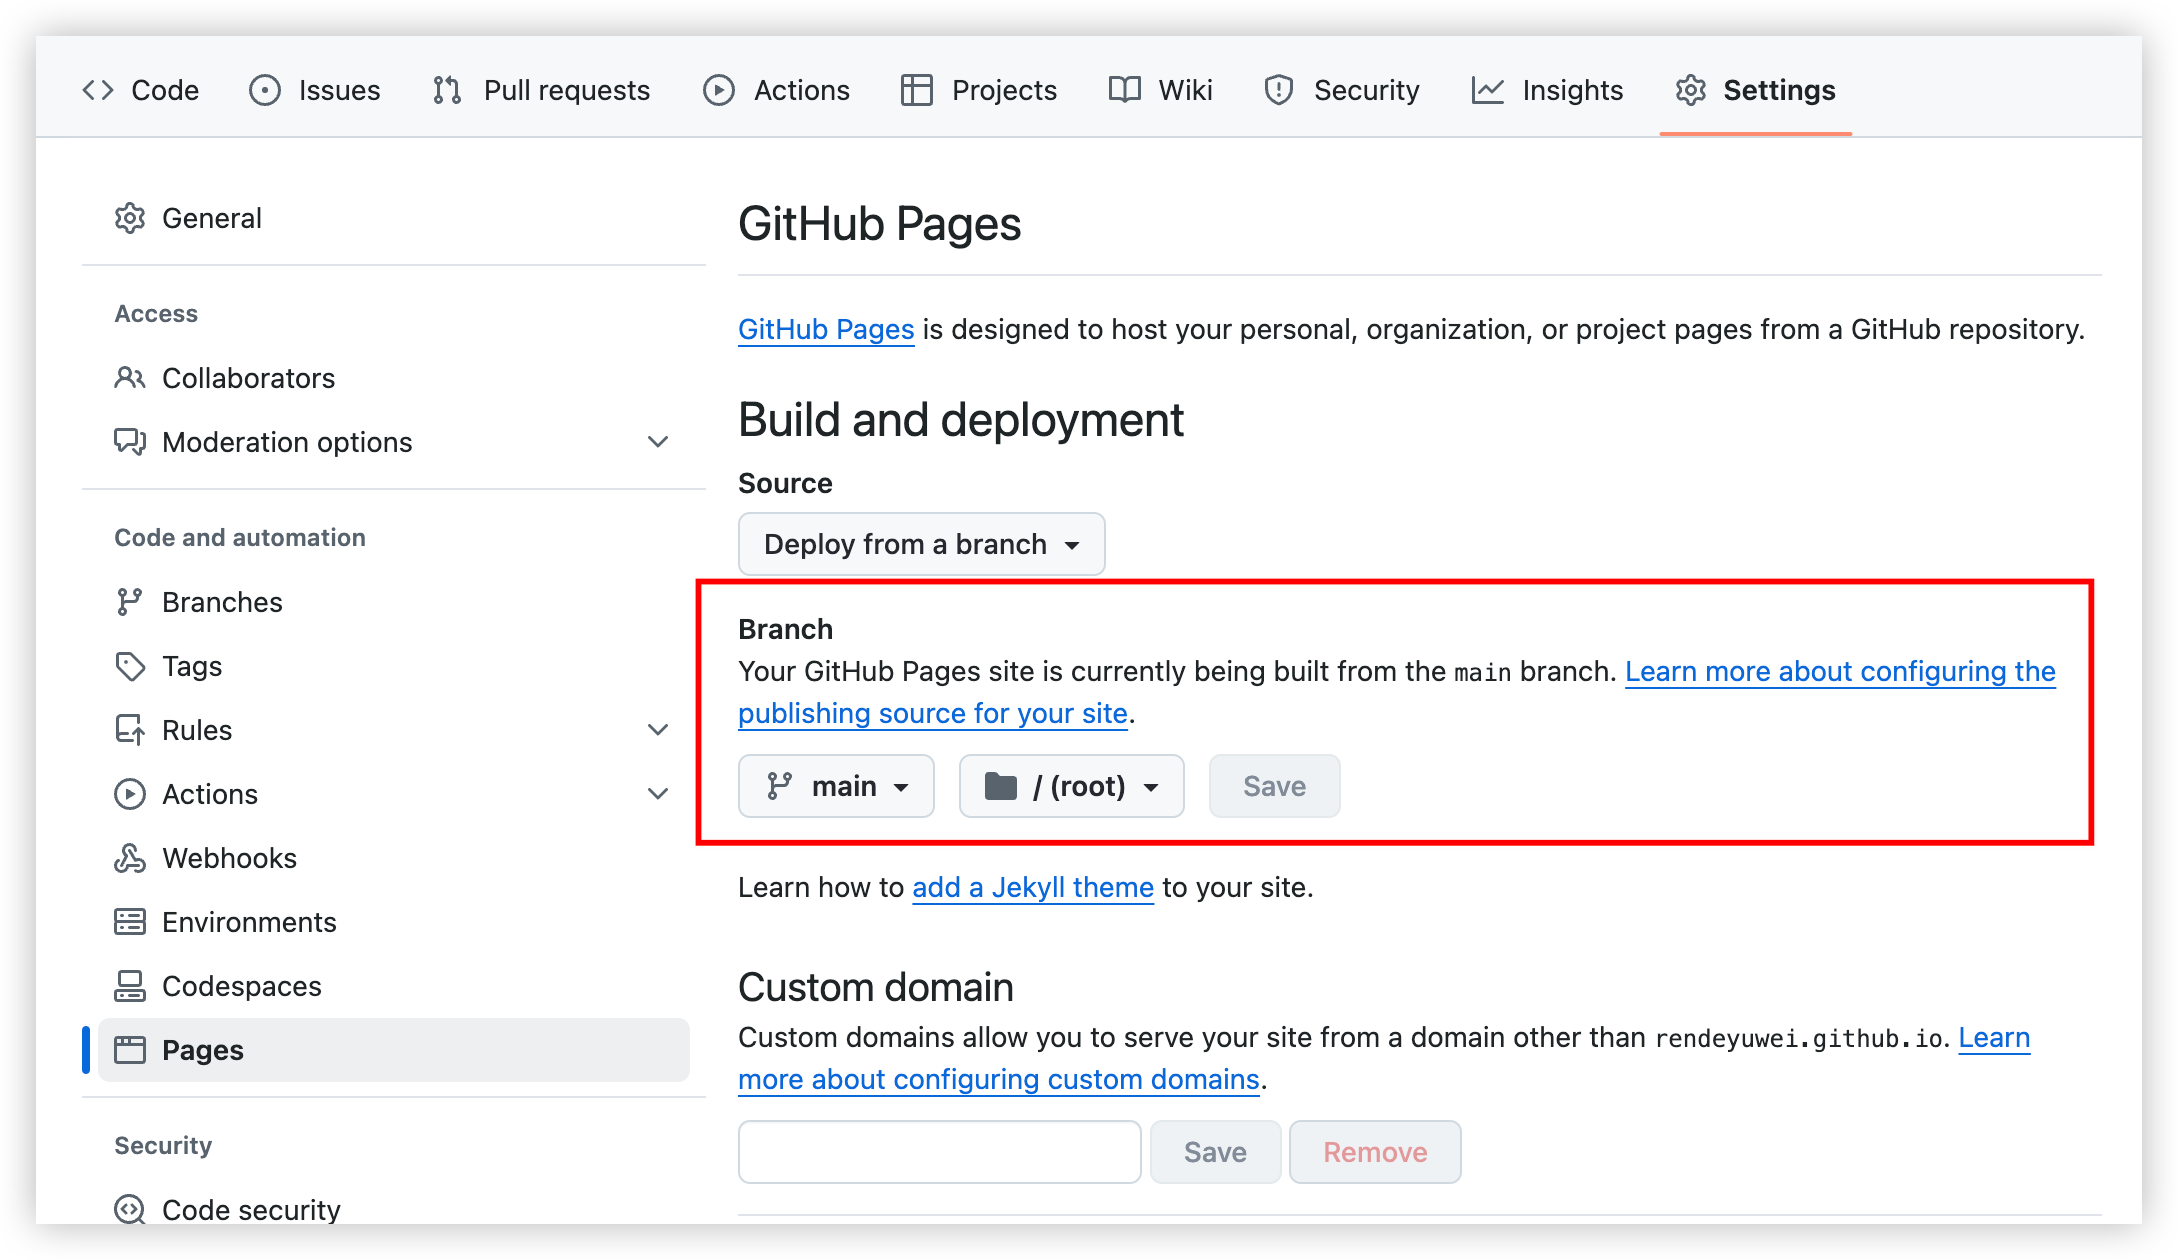 Code Issues Pull requests Actions Projects Wiki Security Insights Settings
General
Access
Collaborators
Moderation options
Code and automation
Branches
Tags
Rules
Actions
Webhooks
Environments
Codespaces
Pages
Security
Code security
GitHub Pages
GitHub Pages is designed to host your personal, organization, or project pages from a GitHub repository.
Build and deployment
Source
Deploy from a branch
Branch
Your GitHub Pages site is currently being built from the main branch. Learn more about configuring the
publishing source for your site.
main / (root) Save
Learn how to add a Jekyll theme to your site.
Custom domain
Custom domains allow you to serve your site from a domain other than rendeyuwei.github.io. Learn
more about configuring custom domains.
Save Remove